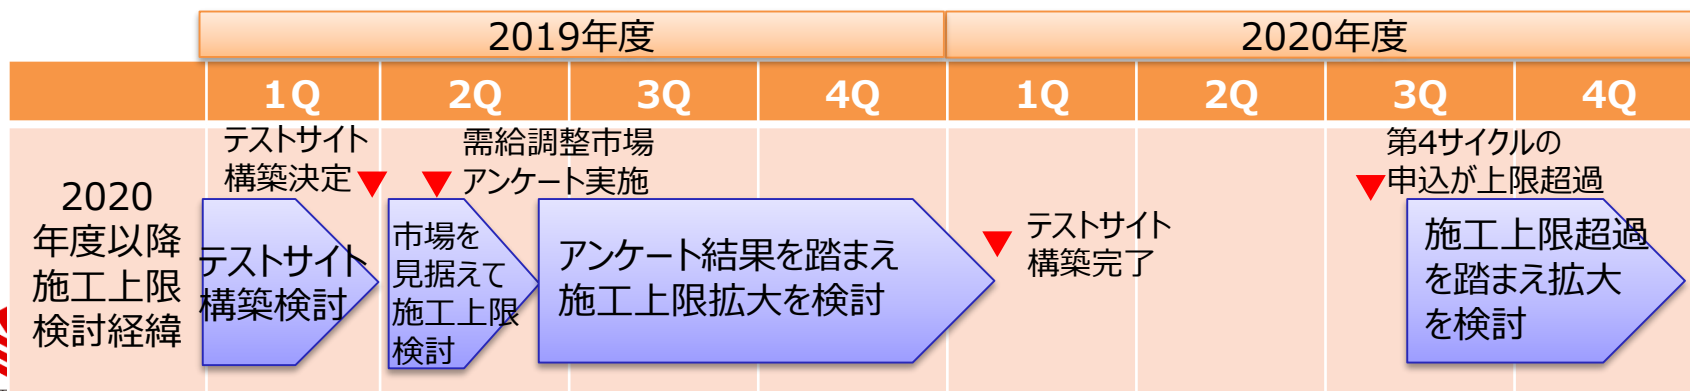 2019年度
2020年度
1Q
2Q
3Q
4Q
1Q
2Q
3Q
4Q
2020
年度以降
施工上限
検討経緯
テストサイト
構築決定
需給調整市場
アンケート実施
第4サイクルの
申込が上限超過
テストサイト
構築検討
市場を
見据えて
施工上限
検討
アンケート結果を踏まえ
施工上限拡大を検討
テストサイト
構築完了
施工上限超過
を踏まえ拡大
を検討